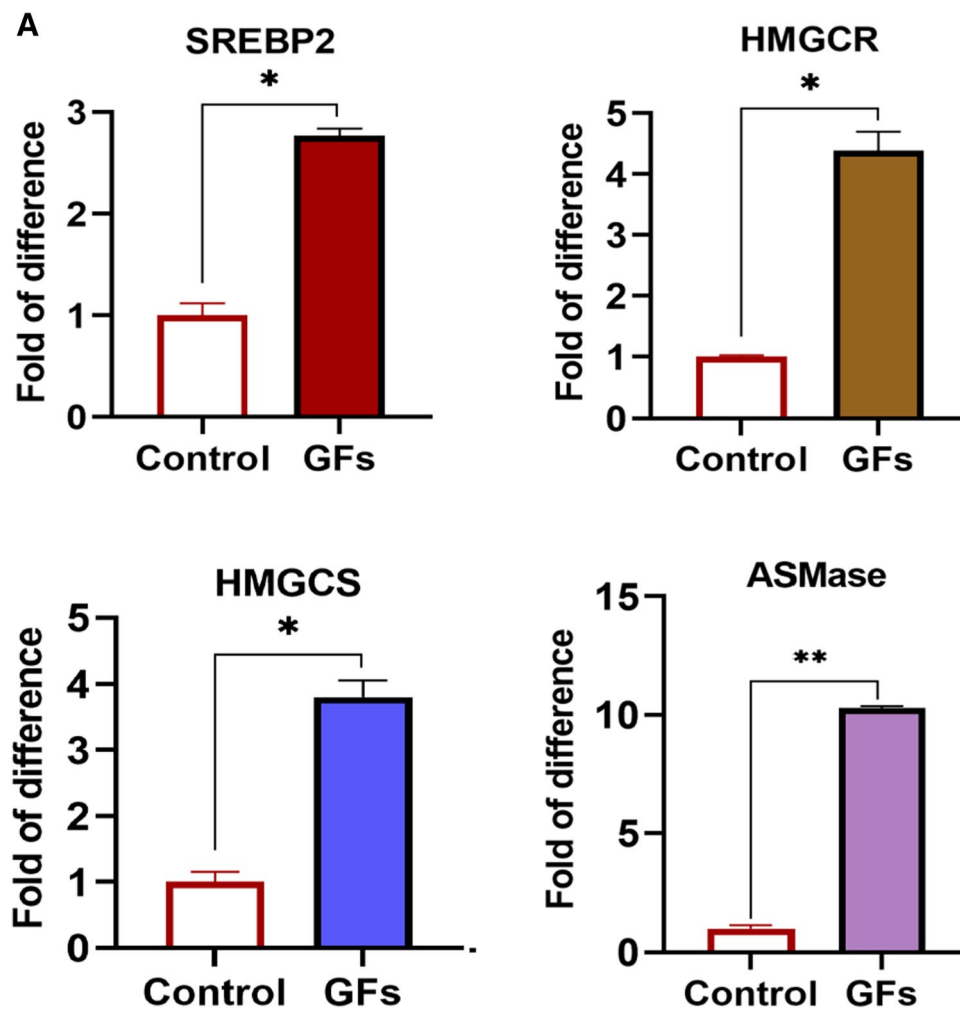 A
SREBP2
*
Fold of difference
3
2
1
0
Control GFs
HMGCR
*
Fold of difference
5
4
3
2
1
0
Control GFs
HMGCS
*
Fold of difference
5
4
3
2
1
0
Control GFs
ASMase
**
Fold of difference
15
10
5
0
Control GFs